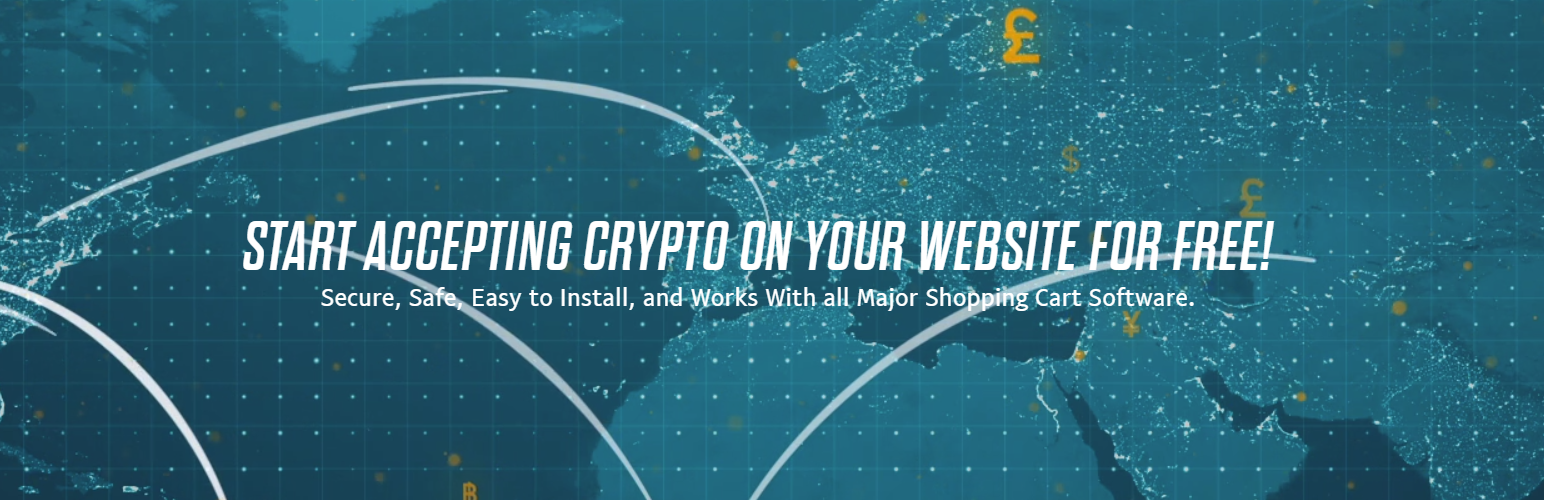 £
$
£
START ACCEPTING CRYPTO ON YOUR WEBSITE FOR FREE!
Secure, Safe, Easy to Install, and Works With all Major Shopping Cart Software.
¥
฿